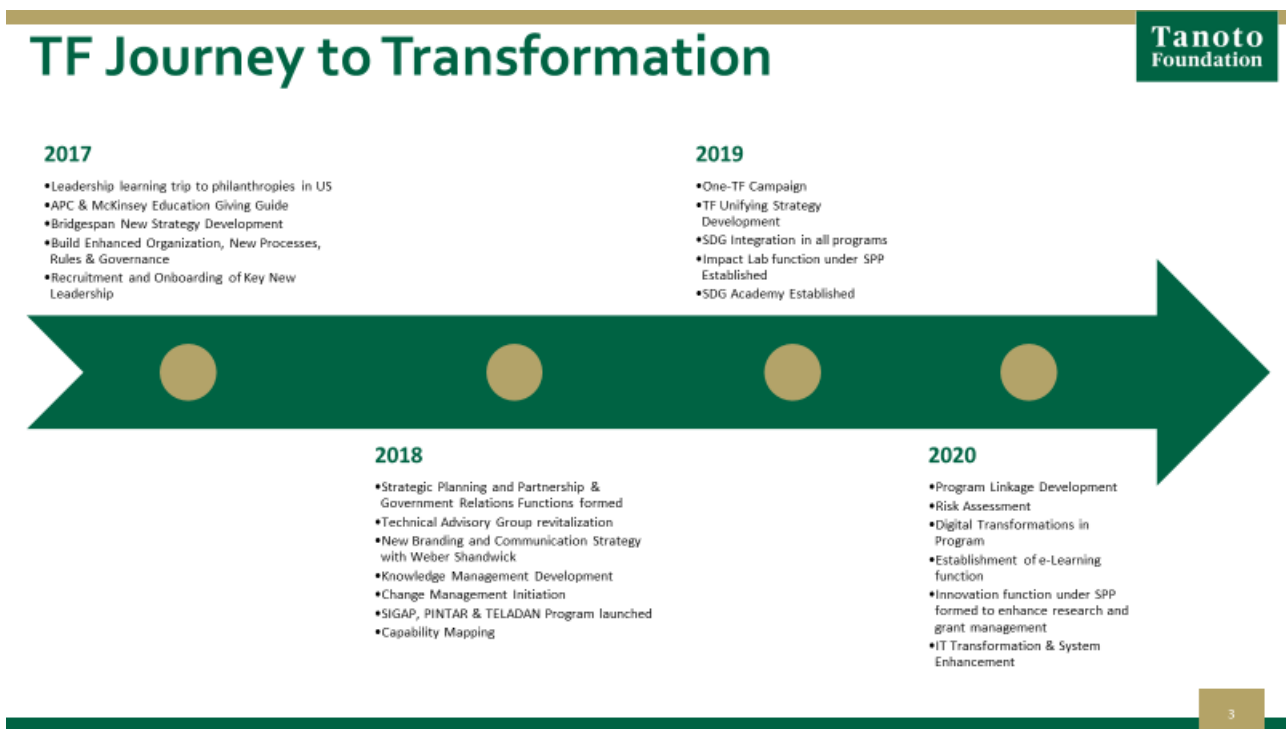 TF Journey to Transformation
Tanoto
Foundation
2017
•Leadership learning trip to philanthropies in US
•APC & McKinsey Education Giving Guide
•Bridgespan New Strategy Development
•Build Enhanced Organization, New Processes,
Rules & Governance
•Recruitment and Onboarding of Key New
Leadership
2019
•One-TF Campaign
•TF Unifying Strategy
Development
•SDG Integration in all programs
•Impact Lab function under SPP
Established
•SDG Academy Established
2018
•Strategic Planning and Partnership &
Government Relations Functions formed
•Technical Advisory Group revitalization
•New Branding and Communication Strategy
with Weber Shandwick
•Knowledge Management Development
•Change Management Initiation
•SIGAP, PINTAR & TELADAN Program launched
•Capability Mapping
2020
•Program Linkage Development
•Risk Assessment
•Digital Transformations in
Program
•Establishment of e-Learning
function
•Innovation function under SPP
formed to enhance research and
grant management
•IT Transformation & System
Enhancement
3